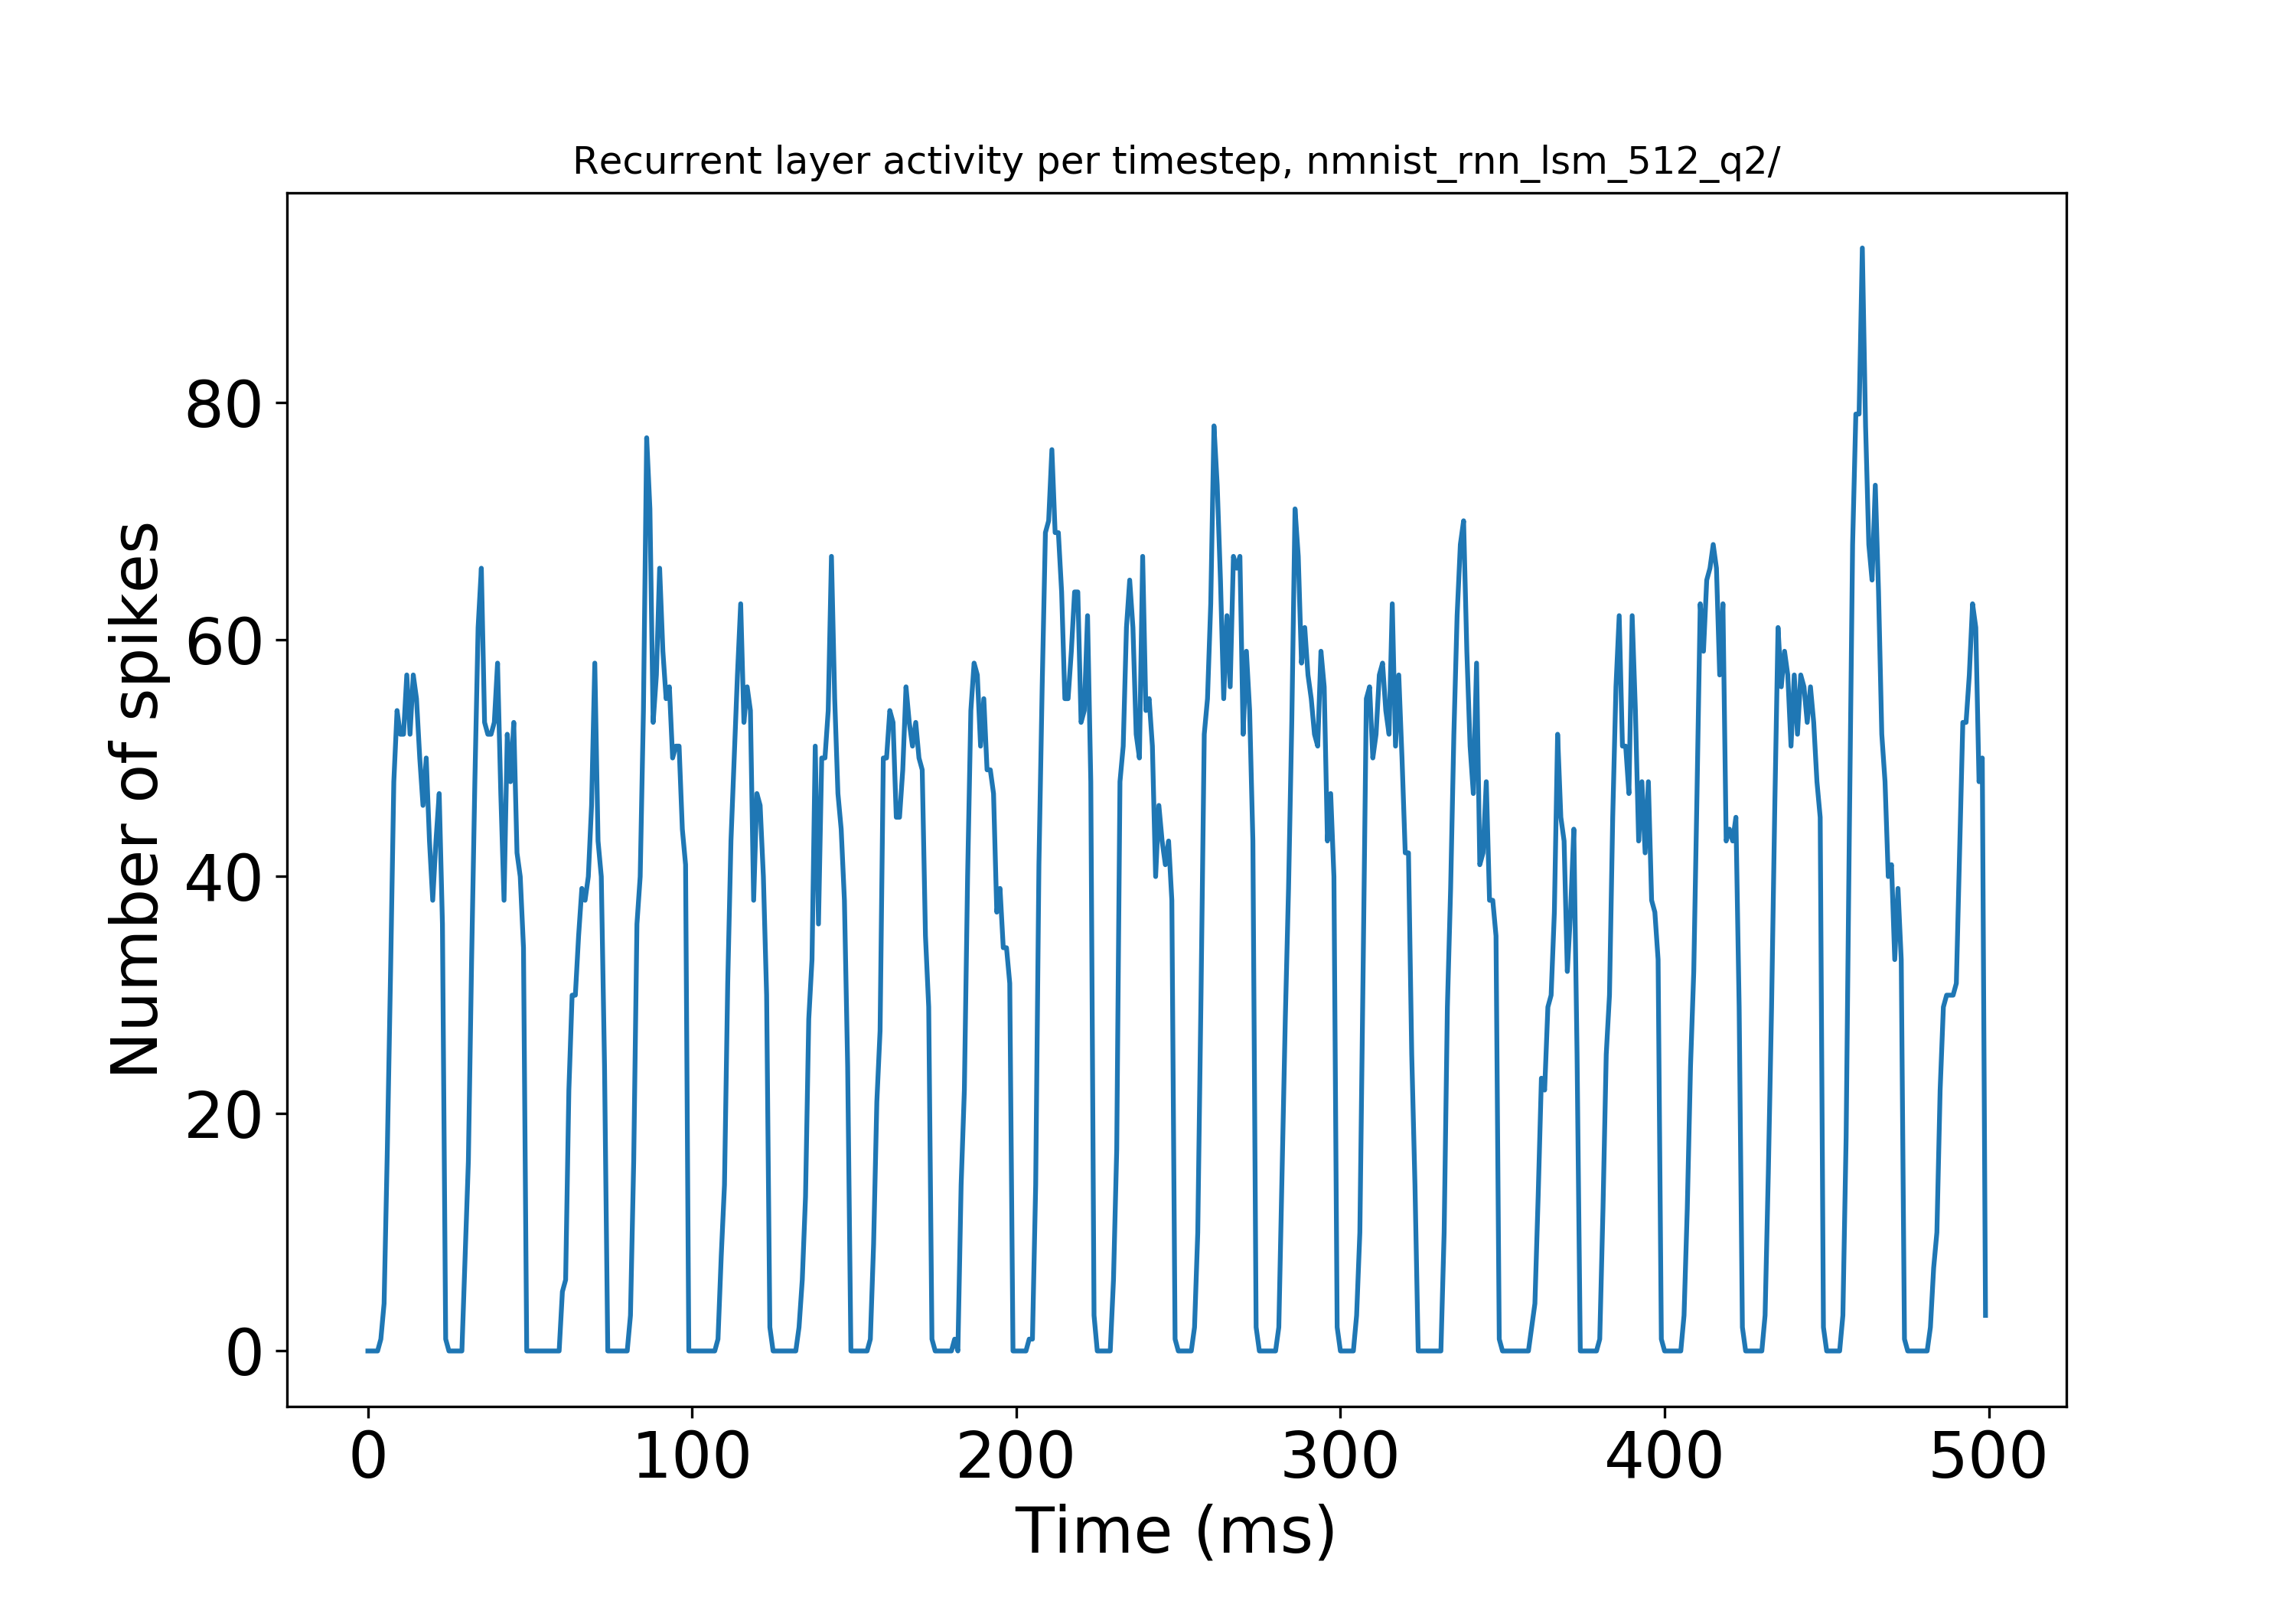 Recurrent layer activity per timestep, nmnist_rnn_lsm_512_q2/
Number of spikes
80
60
40
20
0
0 100 200 300 400 500
Time (ms)